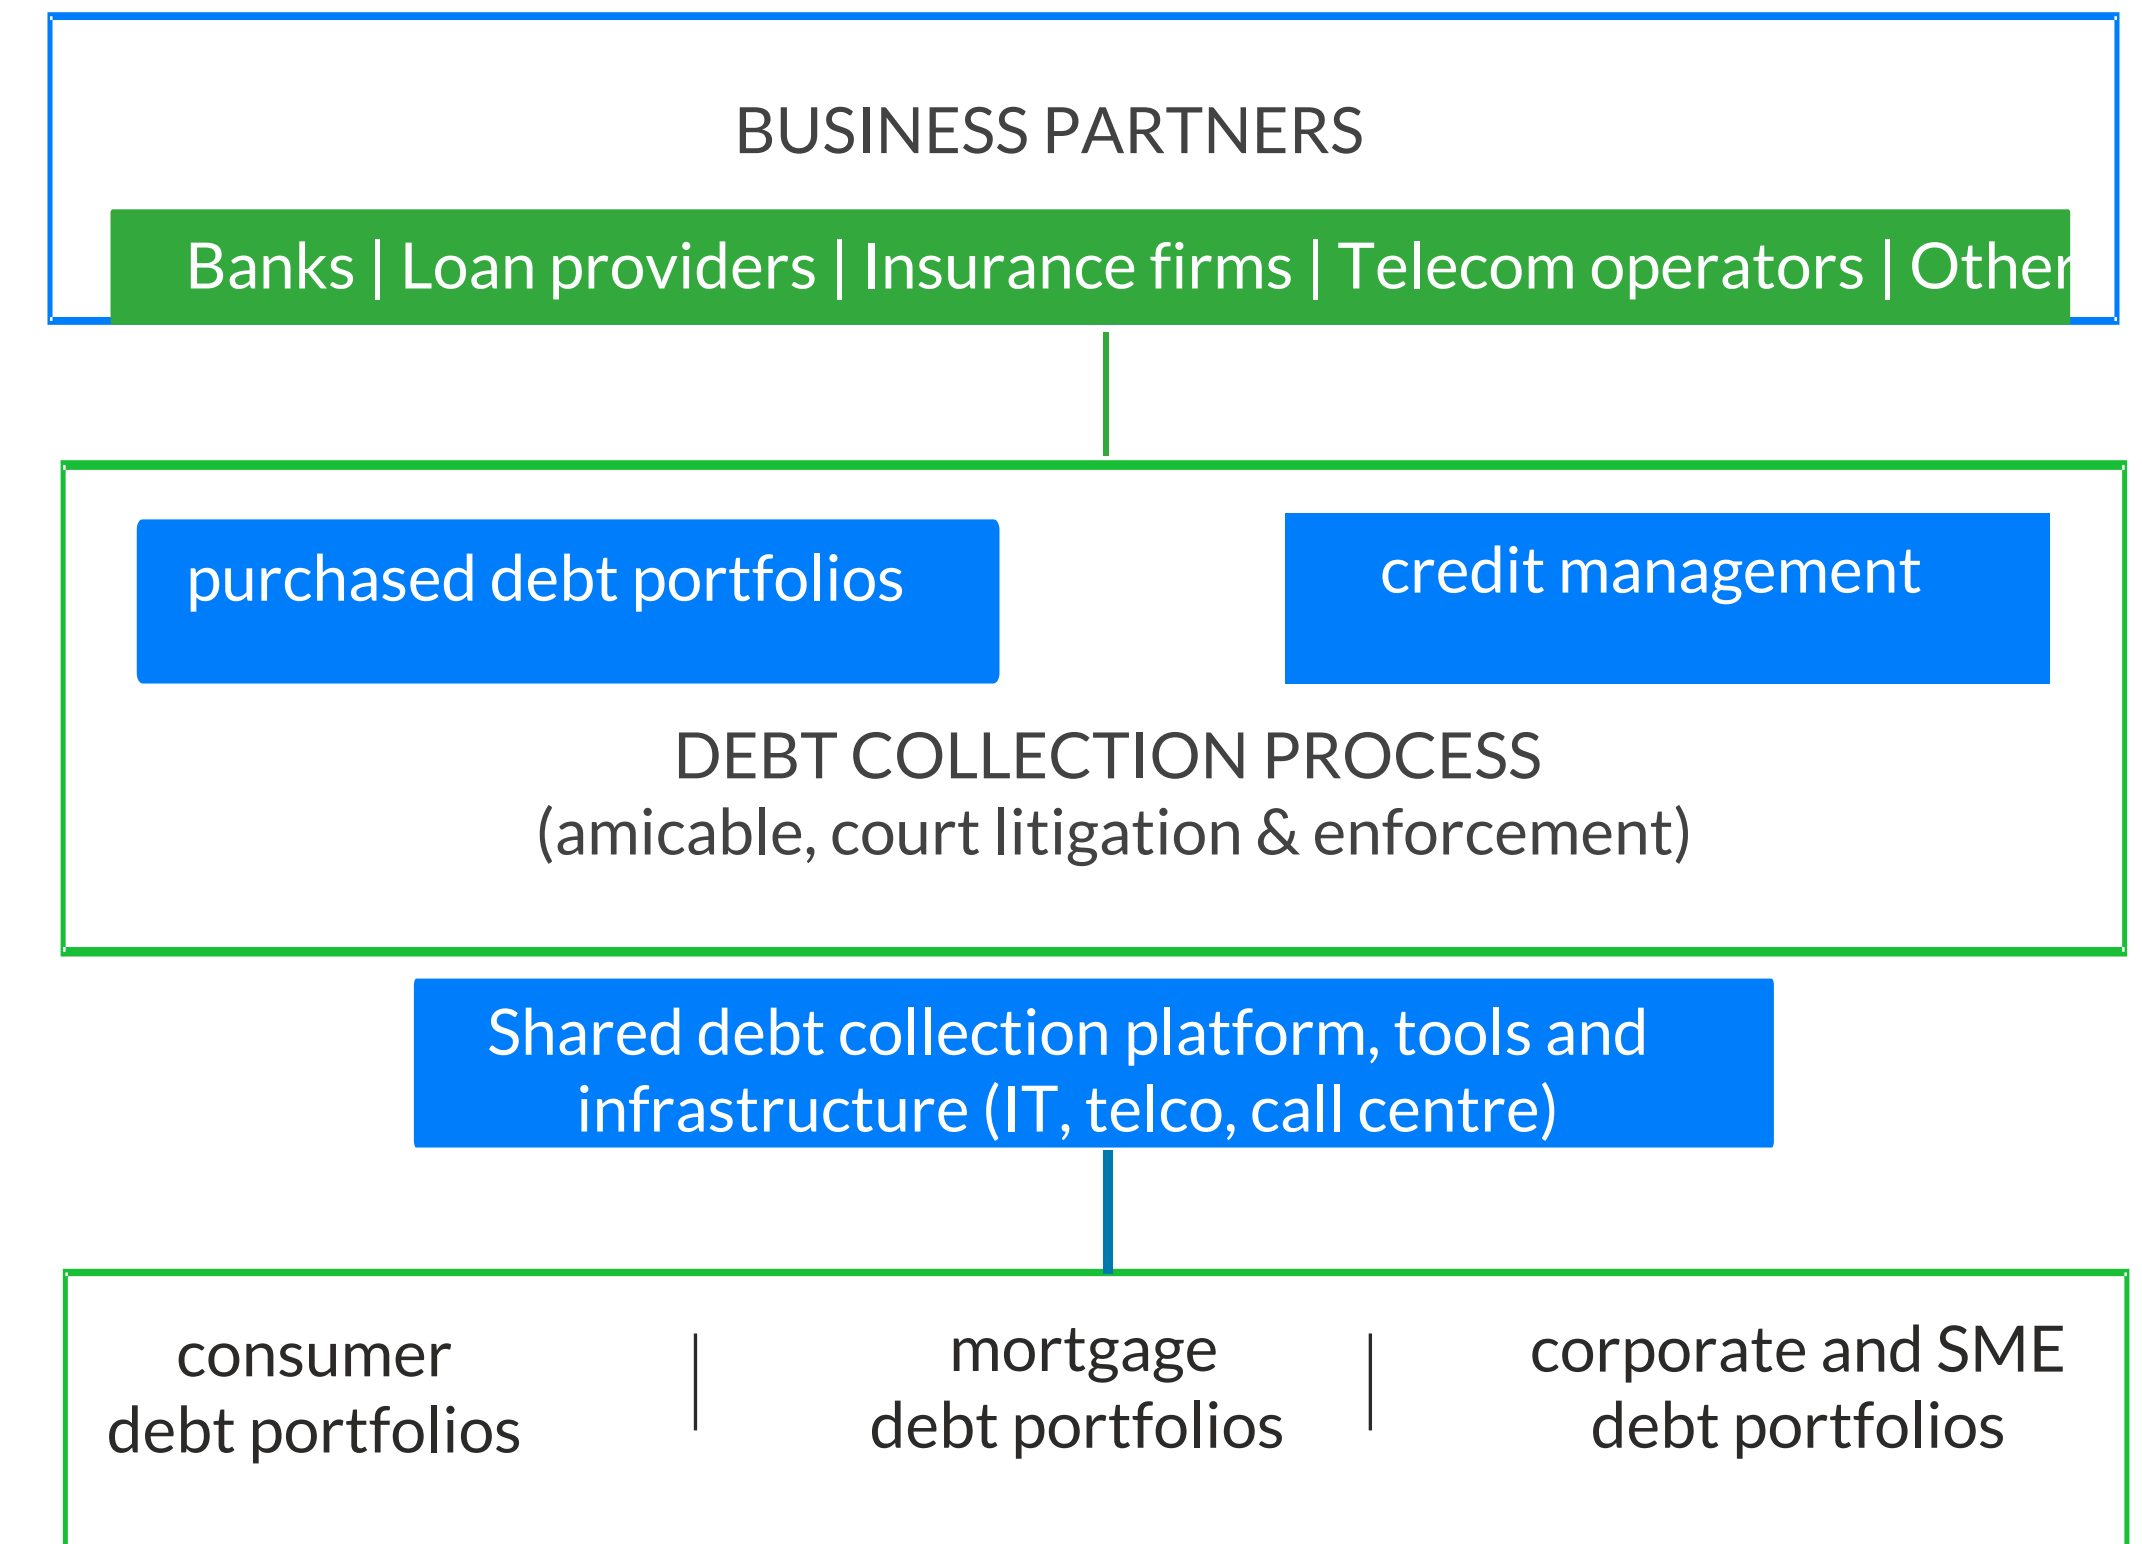 BUSINESS PARTNERS
Banks | Loan providers | Insurance firms | Telecom operators | Other
purchased debt portfolios
credit management
DEBT COLLECTION PROCESS
(amicable, court litigation & enforcement)
Shared debt collection platform, tools and
infrastructure (IT, telco, call centre)
consumer
debt portfolios
mortgage
debt portfolios
corporate and SME
debt portfolios